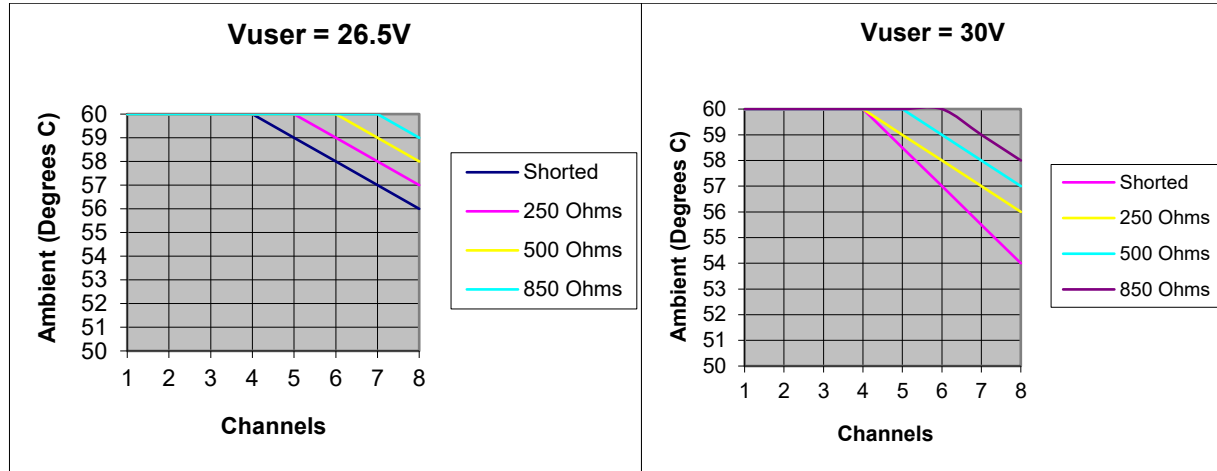 Vuser = 26.5V
Ambient (Degrees C)
60
59
58
57
56
55
54
53
52
51
50
1 2 3 4 5 6 7 8
Channels
Shorted
250 Ohms
500 Ohms
850 Ohms
Vuser = 30V
Ambient (Degrees C)
60
59
58
57
56
55
54
53
52
51
50
1 2 3 4 5 6 7 8
Channels
Shorted
250 Ohms
500 Ohms
850 Ohms